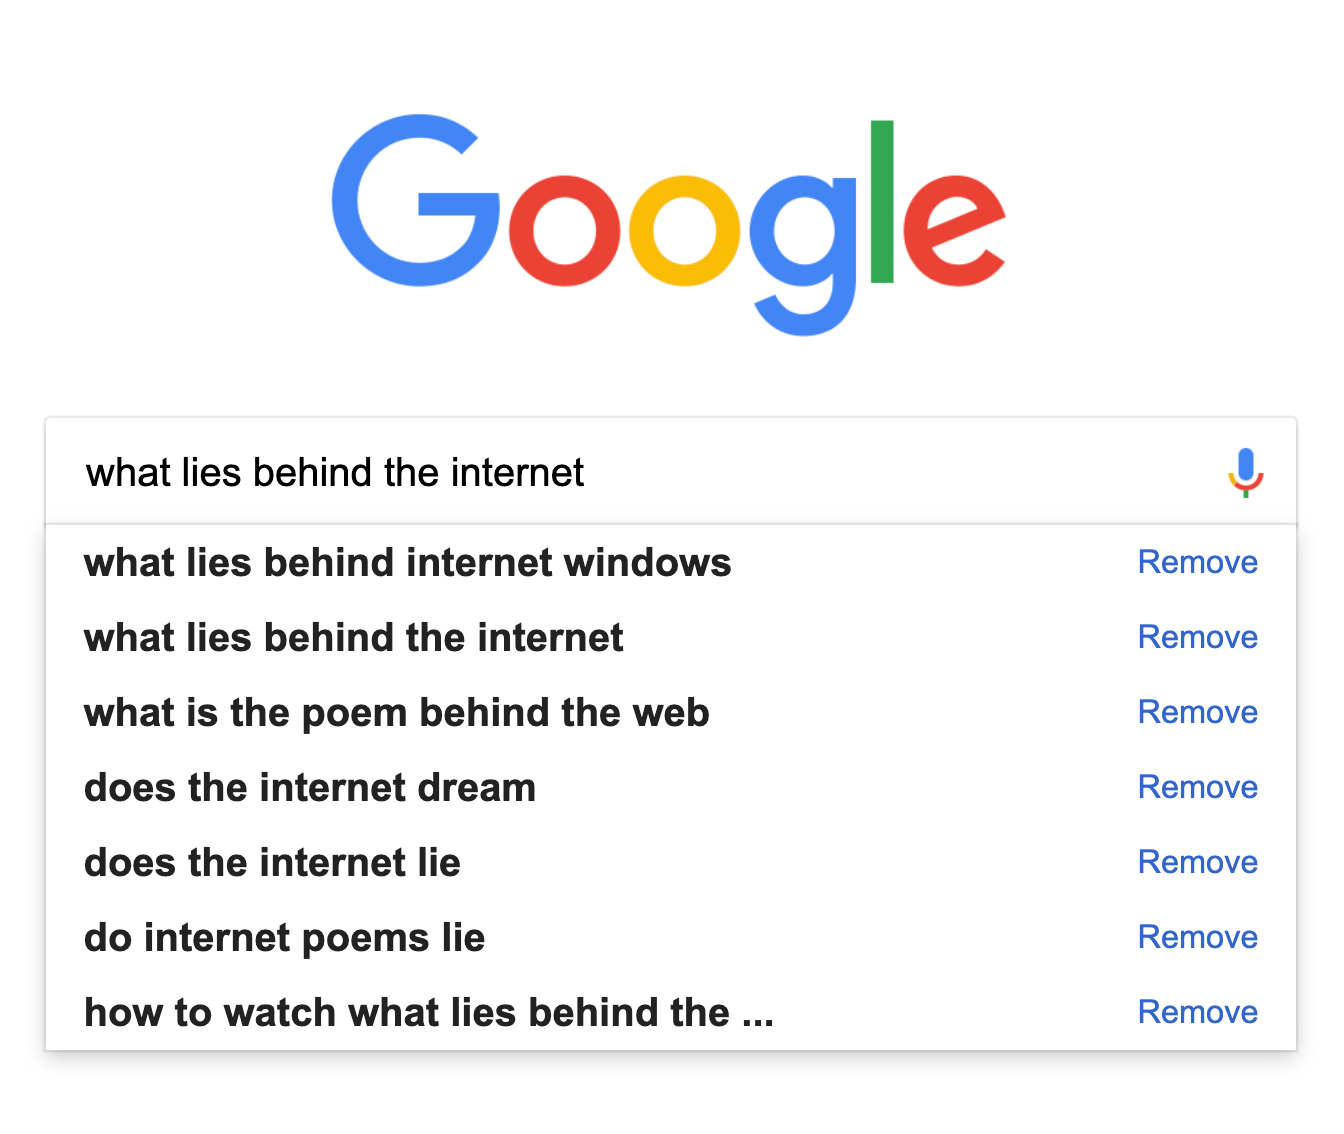 Google
what lies behind the internet
what lies behind internet windows Remove
what lies behind the internet Remove
what is the poem behind the web Remove
does the internet dream Remove
does the internet lie Remove
do internet poems lie Remove
how to watch what lies behind the ... Remove